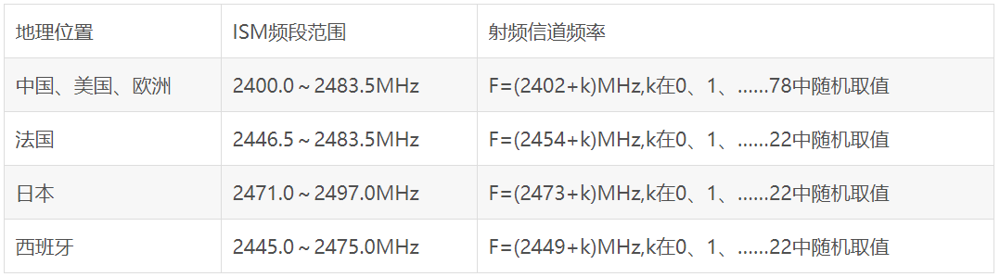 地理位置 ISM频段范围 射频信道频率
中国、美国、欧洲 2400.0～2483.5MHz F=(2402+k)MHz,k在0、1、……78中随机取值
法国 2446.5～2483.5MHz F=(2454+k)MHz,k在0、1、……22中随机取值
日本 2471.0～2497.0MHz F=(2473+k)MHz,k在0、1、……22中随机取值
西班牙 2445.0～2475.0MHz F=(2449+k)MHz,k在0、1、……22中随机取值